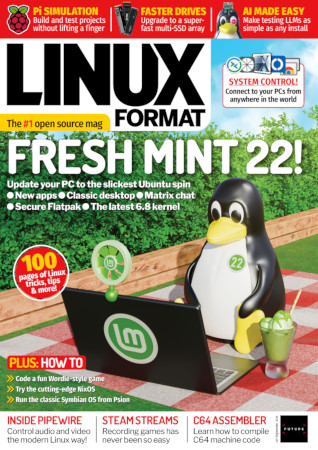 Pi SIMULATION
Build and test projects
without lifting a finger
FASTER DRIVES
Upgrade to a super-
fast multi-SSD array
AI MADE EASY
Make testing LLMs as
simple as any install
LINUX
FORMAT
The #1 open source mag
SYSTEM CONTROL!
Connect to your PCs from
anywhere in the world
FRESH MINT 22!
Update your PC to the slickest Ubuntu spin
● New apps ● Classic desktop ● Matrix chat
● Secure Flatpak ● The latest 6.8 kernel
22
100
pages of Linux
tricks, tips
& more!
PLUS: HOW TO
Code a fun Wordle-style game
Try the cutting-edge NixOS
Run the classic Symbian OS from Psion
INSIDE PIPEWIRE
Control audio and video
the modern Linux way!
STEAM STREAMS
Recording games has
never been so easy
C64 ASSEMBLER
Learn how to compile
C64 machine code
FUTURE